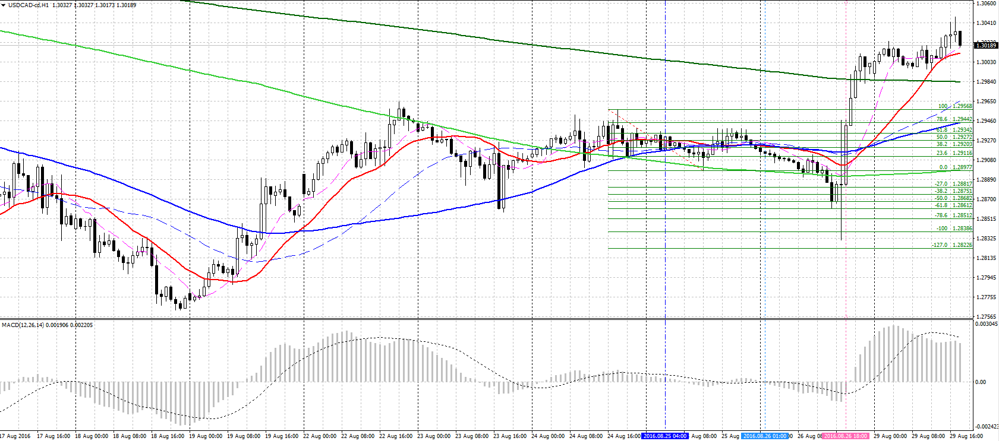 USDCAD-cd,H1 1.30327 1.30327 1.30173 1.30189
1.30600
1.30410
1.30189
1.30030
1.29840
1.29650
1.29460
1.29270
1.29080
1.28890
1.28700
1.28515
1.28325
1.28135
1.27945
1.27755
1.27565
100 1.29568
78.6 1.29442
61.8 1.29342
50.0 1.29272
38.2 1.29203
23.6 1.29116
0.0 1.28977
-27.0 1.28817
-38.2 1.28751
-50.0 1.28682
-61.8 1.28612
-78.6 1.28512
-100 1.28386
-127.0 1.28226
MACD(12,26,14) 0.001906 0.002205
0.003045
0.00
-0.002423
17 Aug 2016
17 Aug 16:00
18 Aug 00:00
18 Aug 08:00
18 Aug 16:00
19 Aug 00:00
19 Aug 08:00
19 Aug 16:00
22 Aug 00:00
22 Aug 08:00
22 Aug 16:00
23 Aug 00:00
23 Aug 08:00
23 Aug 16:00
24 Aug 00:00
24 Aug 08:00
24 Aug 16:00
2016.08.25 04:00
Aug 08:00
25 Aug
2016.08.26 01:00
26 Aug 08
2016.08.26 18:00
29 Aug 00:00
29 Aug 08:00
29 Aug 16:00